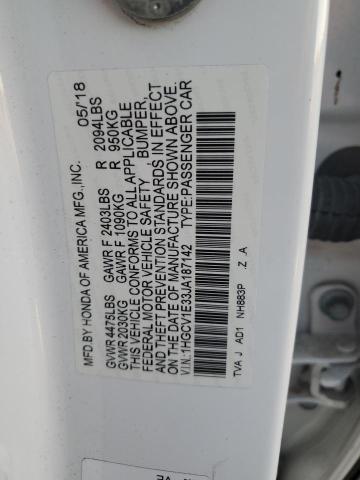 MFD.BY HONDA OF AMERICA MFG.,INC. 05/'18
GVWR 4475LBS GAWR F 2403LBS R 2094LBS
GVWR 2030KG GAWR F 1090KG R 950KG
THIS VEHICLE CONFORMS TO ALL APPLICABLE
FEDERAL MOTOR VEHICLE SAFETY , BUMPER,
AND THEFT PREVENTION STANDARDS IN EFFECT
ON THE DATE OF MANUFACTURE SHOWN ABOVE.
V.I.N:1HGCV1E33JA187142 TYPE:PASSENGER CAR
TVA J AD1 NH883P .Z .A